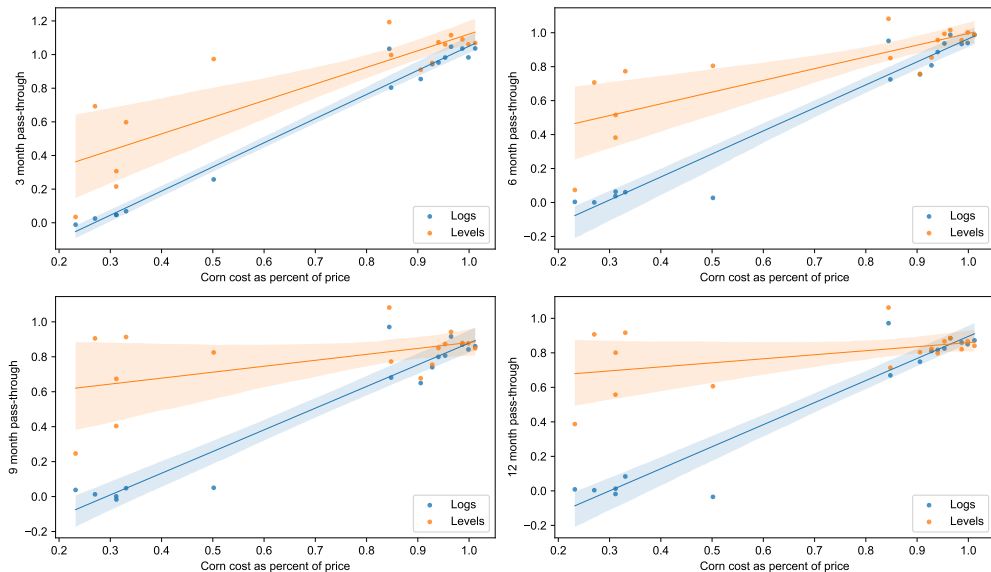 1.2
1.0
0.8
0.6
0.4
0.2
0.0
3 month pass-through
0.2 0.3 0.4 0.5 0.6 0.7 0.8 0.9 1.0
Corn cost as percent of price
Logs
Levels
1.0
0.8
0.6
0.4
0.2
0.0
−0.2
6 month pass-through
0.2 0.3 0.4 0.5 0.6 0.7 0.8 0.9 1.0
Corn cost as percent of price
Logs
Levels
1.0
0.8
0.6
0.4
0.2
0.0
−0.2
9 month pass-through
0.2 0.3 0.4 0.5 0.6 0.7 0.8 0.9 1.0
Corn cost as percent of price
Logs
Levels
1.0
0.8
0.6
0.4
0.2
0.0
−0.2
12 month pass-through
0.2 0.3 0.4 0.5 0.6 0.7 0.8 0.9 1.0
Corn cost as percent of price
Logs
Levels